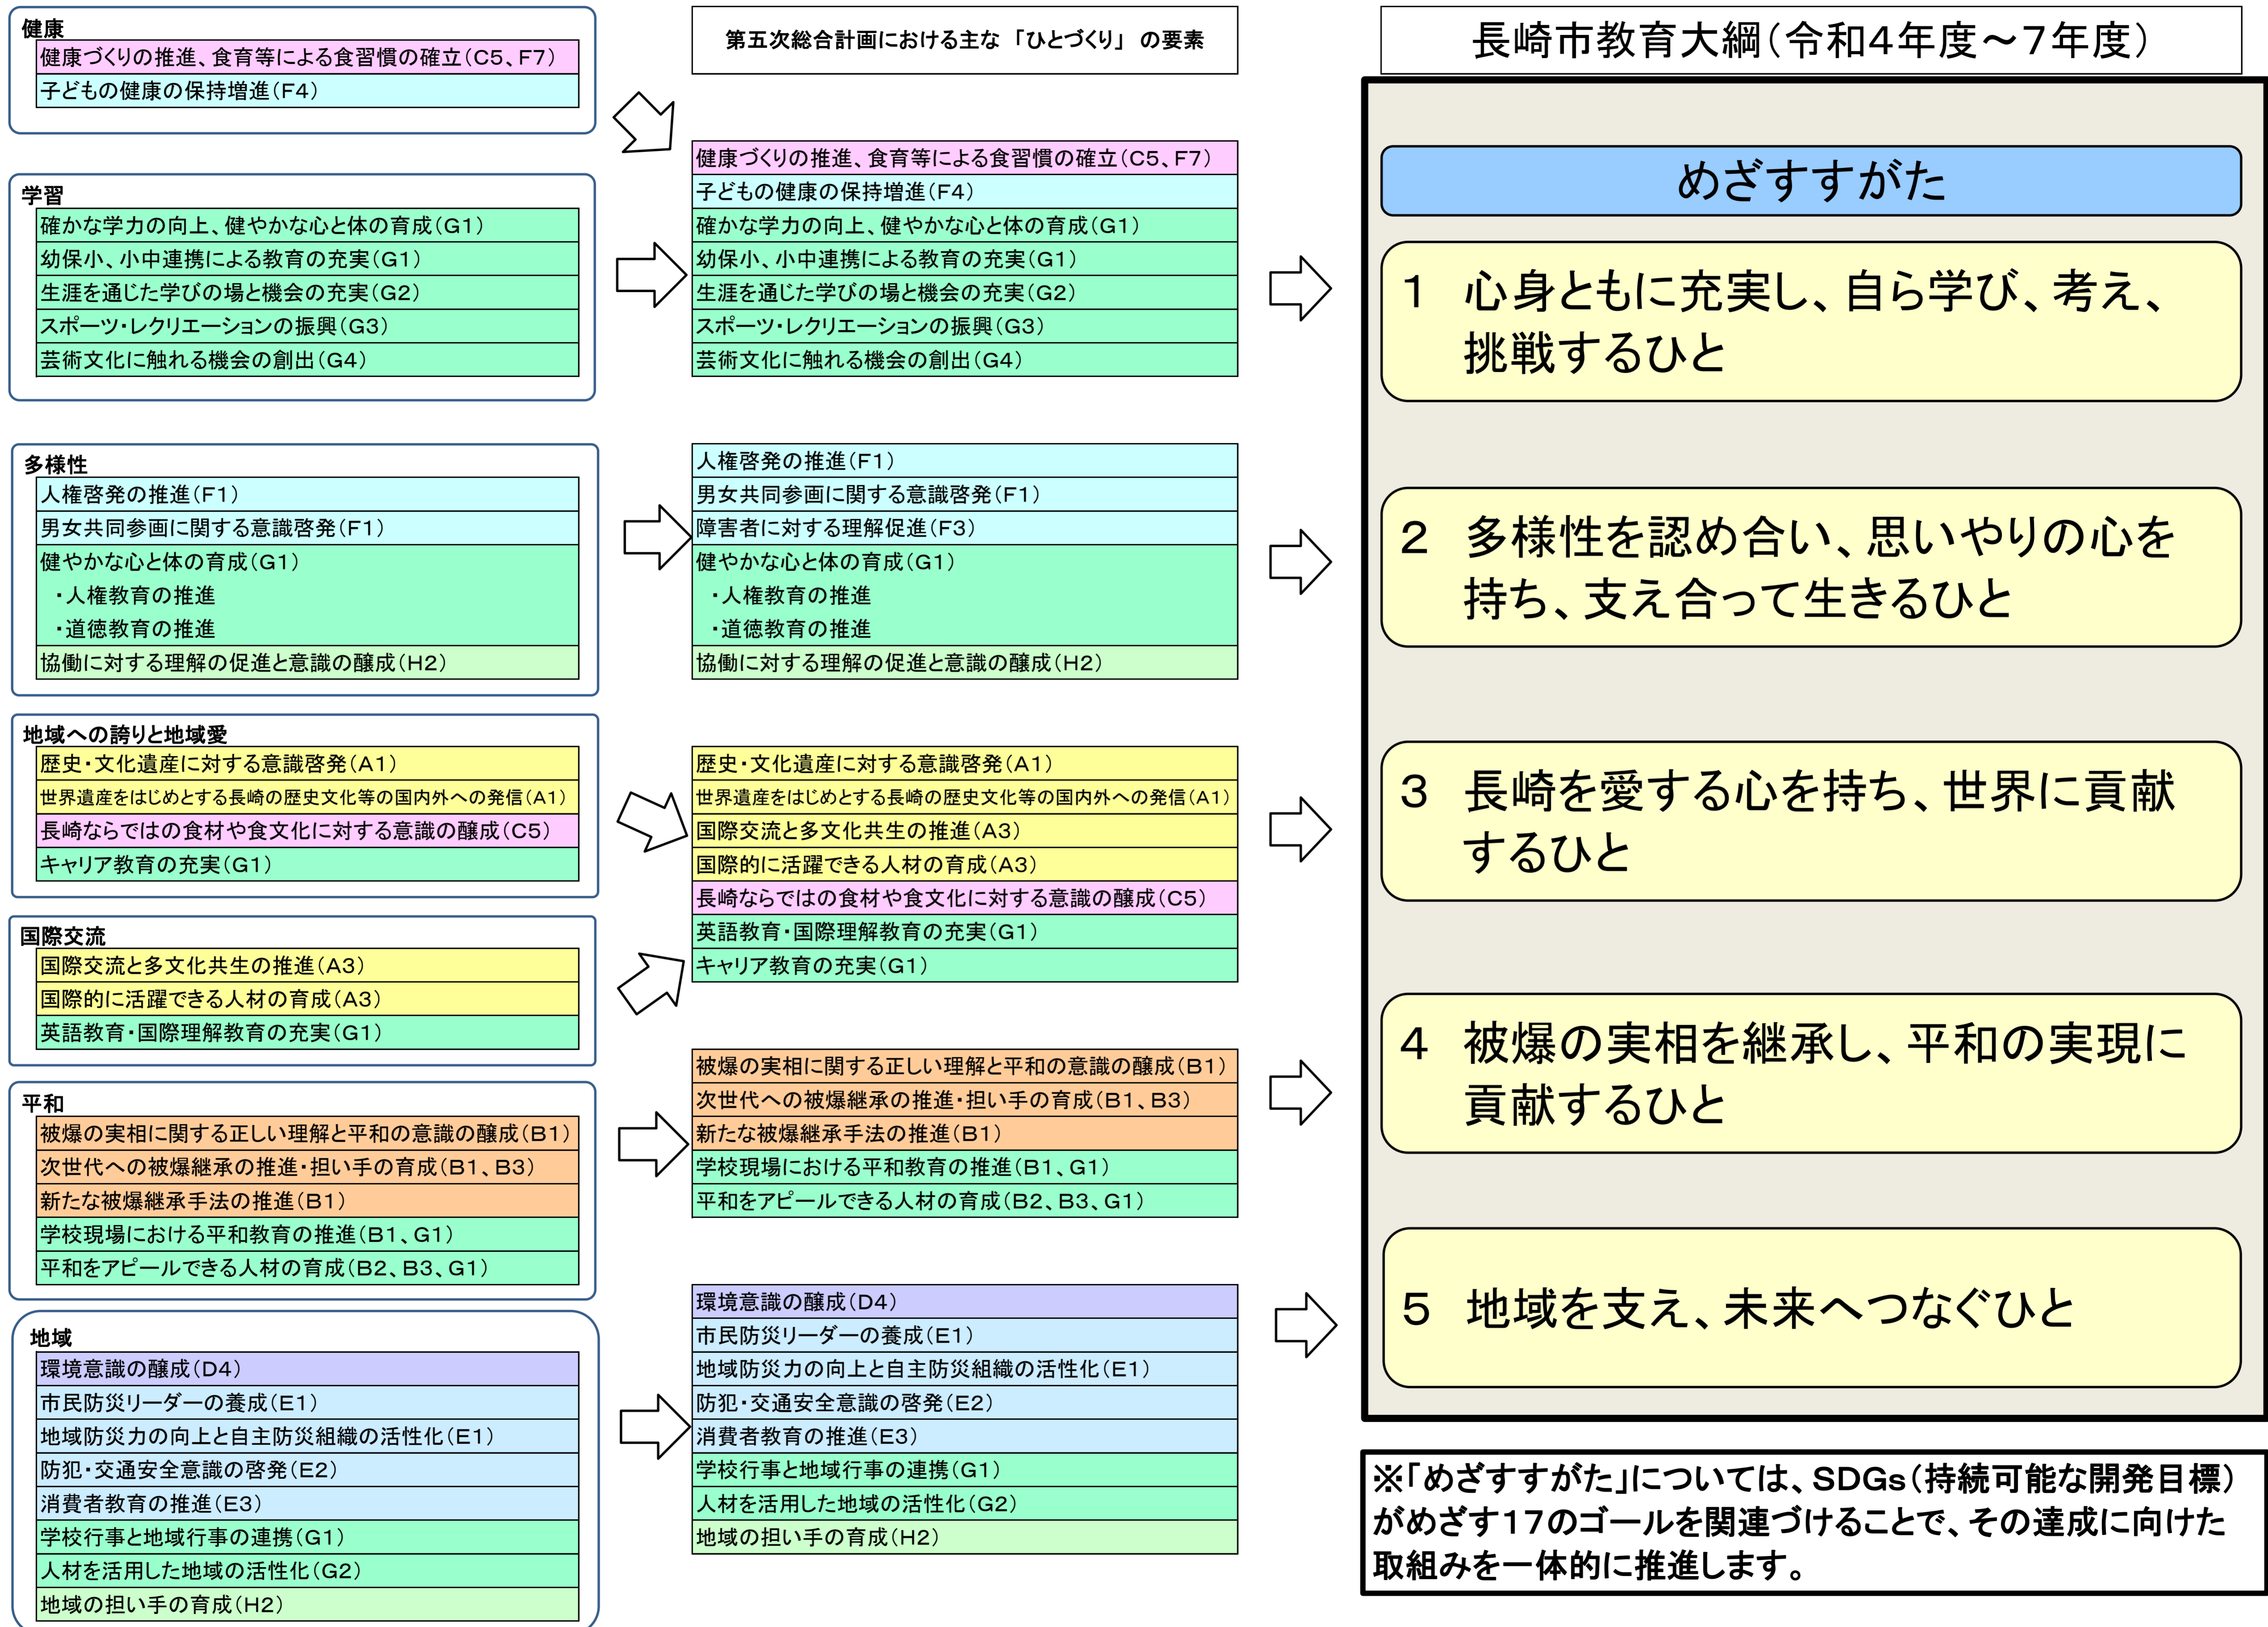 健康
健康づくりの推進、食育等による食習慣の確立（C5、F7）
子どもの健康の保持増進（F4）
学習
確かな学力の向上、健やかな心と体の育成（G1）
幼保小、小中連携による教育の充実（G1）
生涯を通じた学びの場と機会の充実（G2）
スポーツ・レクリエーションの振興（G3）
芸術文化に触れる機会の創出（G4）
多様性
人権啓発の推進（F1）
男女共同参画に関する意識啓発（F1）
健やかな心と体の育成（G1）
・人権教育の推進
・道徳教育の推進
協働に対する理解の促進と意識の醸成（H2）
地域への誇りと地域愛
歴史・文化遺産に対する意識啓発（A1）
世界遺産をはじめとする長崎の歴史文化等の国内外への発信（A1）
長崎ならではの食材や食文化に対する意識の醸成（C5）
キャリア教育の充実（G1）
国際交流
国際交流と多文化共生の推進（A3）
国際的に活躍できる人材の育成（A3）
英語教育・国際理解教育の充実（G1）
平和
被爆の実相に関する正しい理解と平和の意識の醸成（B1）
次世代への被爆継承の推進・担い手の育成（B1、B3）
新たな被爆継承手法の推進（B1）
学校現場における平和教育の推進（B1、G1）
平和をアピールできる人材の育成（B2、B3、G1）
地域
環境意識の醸成（D4）
市民防災リーダーの養成（E1）
地域防災力の向上と自主防災組織の活性化（E1）
防犯・交通安全意識の啓発（E2）
消費者教育の推進（E3）
学校行事と地域行事の連携（G1）
人材を活用した地域の活性化（G2）
地域の担い手の育成（H2）
第五次総合計画における主な「ひとづくり」の要素
健康づくりの推進、食育等による食習慣の確立（C5、F7）
子どもの健康の保持増進（F4）
確かな学力の向上、健やかな心と体の育成（G1）
幼保小、小中連携による教育の充実（G1）
生涯を通じた学びの場と機会の充実（G2）
スポーツ・レクリエーションの振興（G3）
芸術文化に触れる機会の創出（G4）
人権啓発の推進（F1）
男女共同参画に関する意識啓発（F1）
障害者に対する理解促進（F3）
健やかな心と体の育成（G1）
・人権教育の推進
・道徳教育の推進
協働に対する理解の促進と意識の醸成（H2）
歴史・文化遺産に対する意識啓発（A1）
世界遺産をはじめとする長崎の歴史文化等の国内外への発信（A1）
国際交流と多文化共生の推進（A3）
国際的に活躍できる人材の育成（A3）
長崎ならではの食材や食文化に対する意識の醸成（C5）
英語教育・国際理解教育の充実（G1）
キャリア教育の充実（G1）
被爆の実相に関する正しい理解と平和の意識の醸成（B1）
次世代への被爆継承の推進・担い手の育成（B1、B3）
新たな被爆継承手法の推進（B1）
学校現場における平和教育の推進（B1、G1）
平和をアピールできる人材の育成（B2、B3、G1）
環境意識の醸成（D4）
市民防災リーダーの養成（E1）
地域防災力の向上と自主防災組織の活性化（E1）
防犯・交通安全意識の啓発（E2）
消費者教育の推進（E3）
学校行事と地域行事の連携（G1）
人材を活用した地域の活性化（G2）
地域の担い手の育成（H2）
長崎市教育大綱（令和4年度～7年度）
めざすすがた
1 心身ともに充実し、自ら学び、考え、
挑戦するひと
2 多様性を認め合い、思いやりの心を
持ち、支え合って生きるひと
3 長崎を愛する心を持ち、世界に貢献
するひと
4 被爆の実相を継承し、平和の実現に
貢献するひと
5 地域を支え、未来へつなぐひと
※「めざすすがた」については、SDGs（持続可能な開発目標）
がめざす17のゴールを関連づけることで、その達成に向けた
取組みを一体的に推進します。